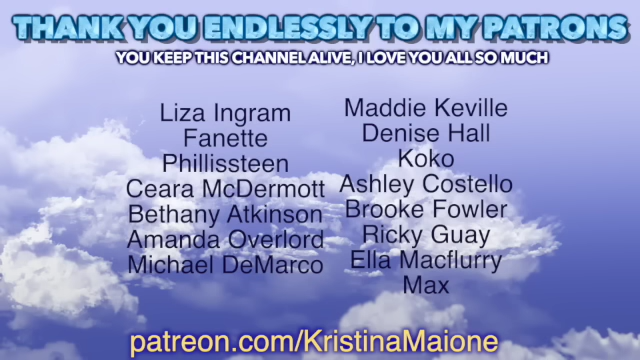 THANK YOU ENDLESSLY TO MY PATRONS
YOU KEEP THIS CHANNEL ALIVE, I LOVE YOU ALL SO MUCH
Liza Ingram
Fanette
Phillissteen
Ceara McDermott
Bethany Atkinson
Amanda Overlord
Michael DeMarco
Maddie Keville
Denise Hall
Koko
Ashley Costello
Brooke Fowler
Ricky Guay
Ella Macflurry
Max
patreon.com/KristinaMaione